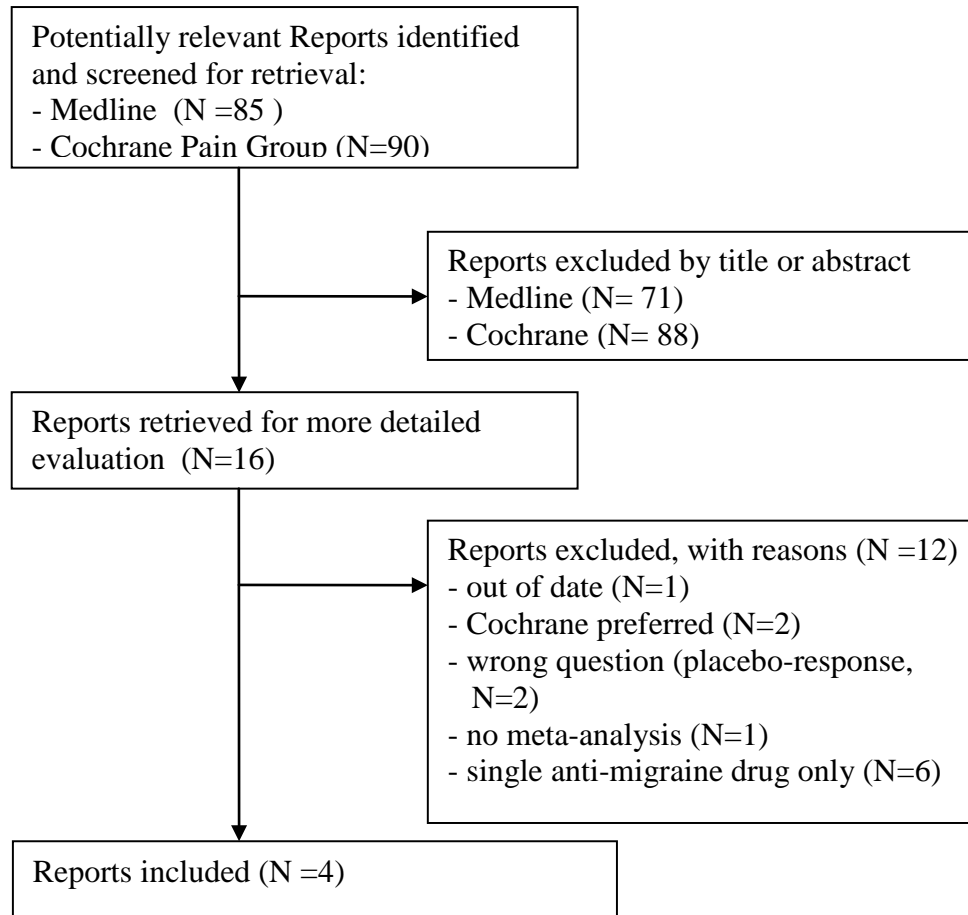 Potentially relevant Reports identified
and screened for retrieval:
- Medline  (N =85 )
- Cochrane Pain Group (N=90)
Reports excluded by title or abstract
- Medline (N= 71)
- Cochrane (N= 88)
Reports retrieved for more detailed
evaluation  (N=16)
Reports excluded, with reasons (N =12)
- out of date (N=1)
- Cochrane preferred (N=2)
- wrong question (placebo-response,
N=2)
- no meta-analysis (N=1)
- single anti-migraine drug only (N=6)
Reports included (N =4)